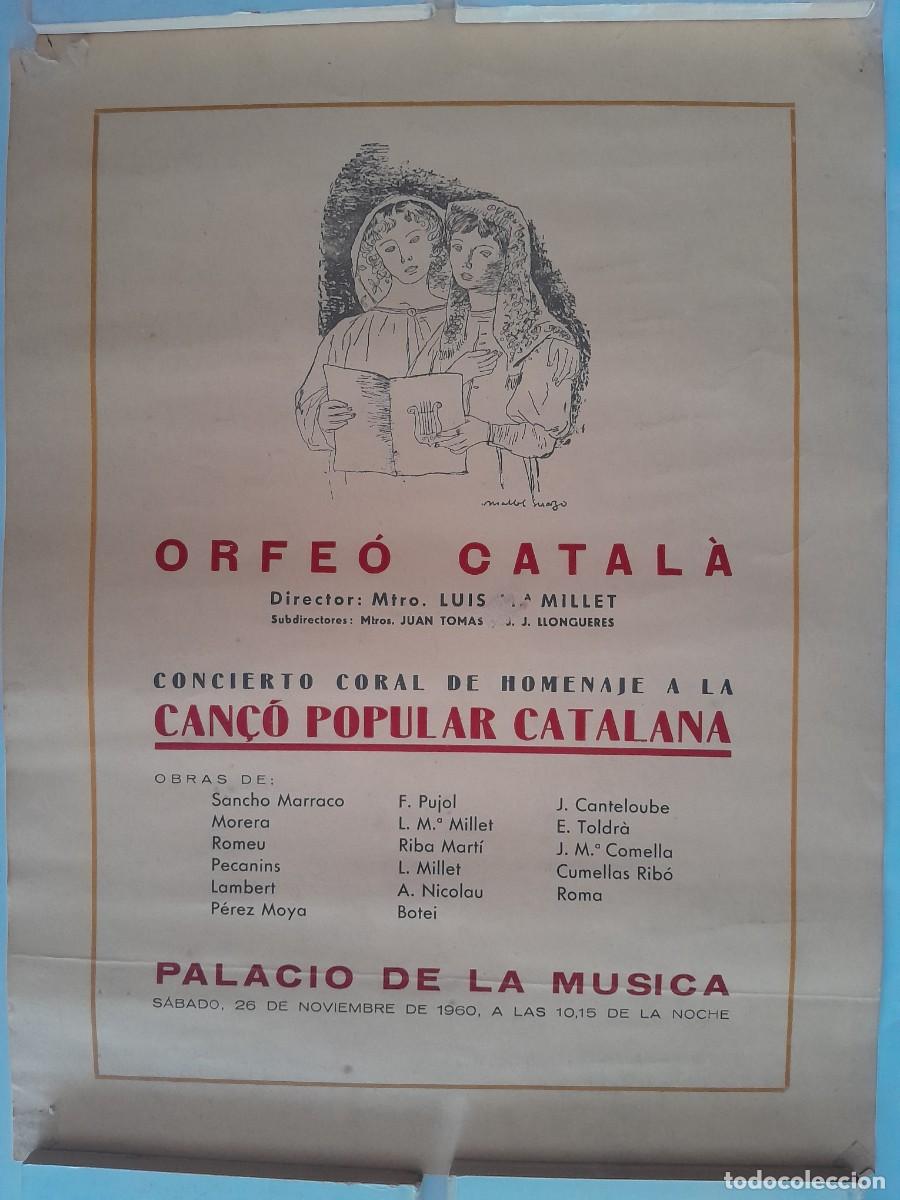 ORFEÓ CATALÀ
Director: Mtro. LUIS M.ª MILLET
Subdirectores: Mtros. JUAN TOMAS J. J. LLONGUERES
CONCIERTO CORAL DE HOMENAJE A LA
CANÇÓ POPULAR CATALANA
OBRAS DE:
Sancho Marraco
Morera
Romeu
Pecanins
Lambert
Pérez Moya
F. Pujol
L. M.ª Millet
Riba Martí
L. Millet
A. Nicolau
Botei
J. Canteloube
E. Toldrà
J. M.ª Comella
Cumellas Ribó
Roma
PALACIO DE LA MUSICA
SÁBADO, 26 DE NOVIEMBRE DE 1960, A LAS 10,15 DE LA NOCHE
todocoleccion